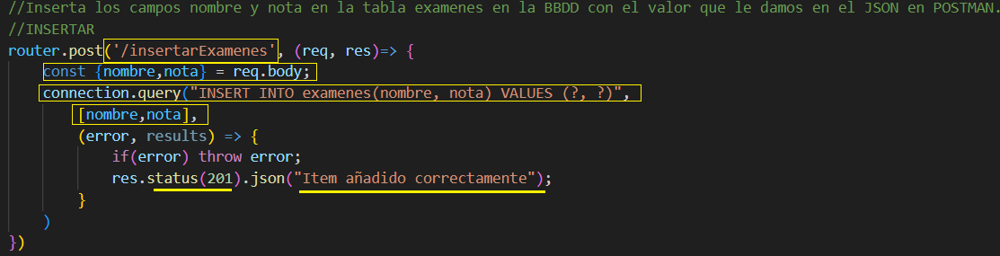 //Inserta los campos nombre y nota en la tabla examenes en la BBDD con el valor que le damos en el JSON en POSTMAN.
//INSERTAR
router.post('/insertarExamenes', (req, res)=> {
const {nombre,nota} = req.body;
connection.query("INSERT INTO examenes(nombre, nota) VALUES (?, ?)",
[nombre,nota],
(error, results) => {
if(error) throw error;
res.status(201).json("Item añadido correctamente");
}
)
})